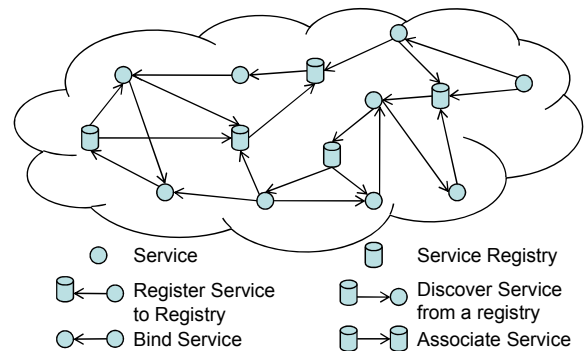 Service
Service Registry
Register Service
to Registry
Discover Service
from a registry
Bind Service
Associate Service